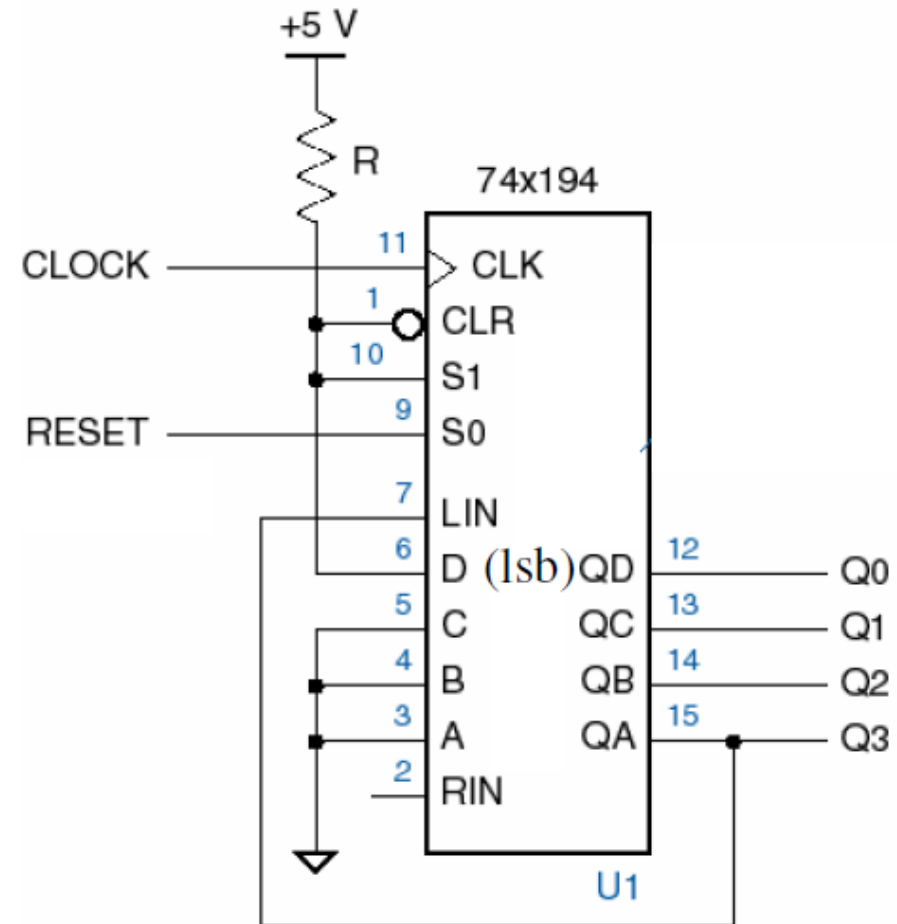 +5 V
R
74x194
CLOCK 11 CLK
1 CLR
10 S1
RESET 9 S0
7 LIN
6 D (lsb) QD 12 Q0
5 C QC 13 Q1
4 B QB 14 Q2
3 A QA 15 Q3
2 RIN
U1